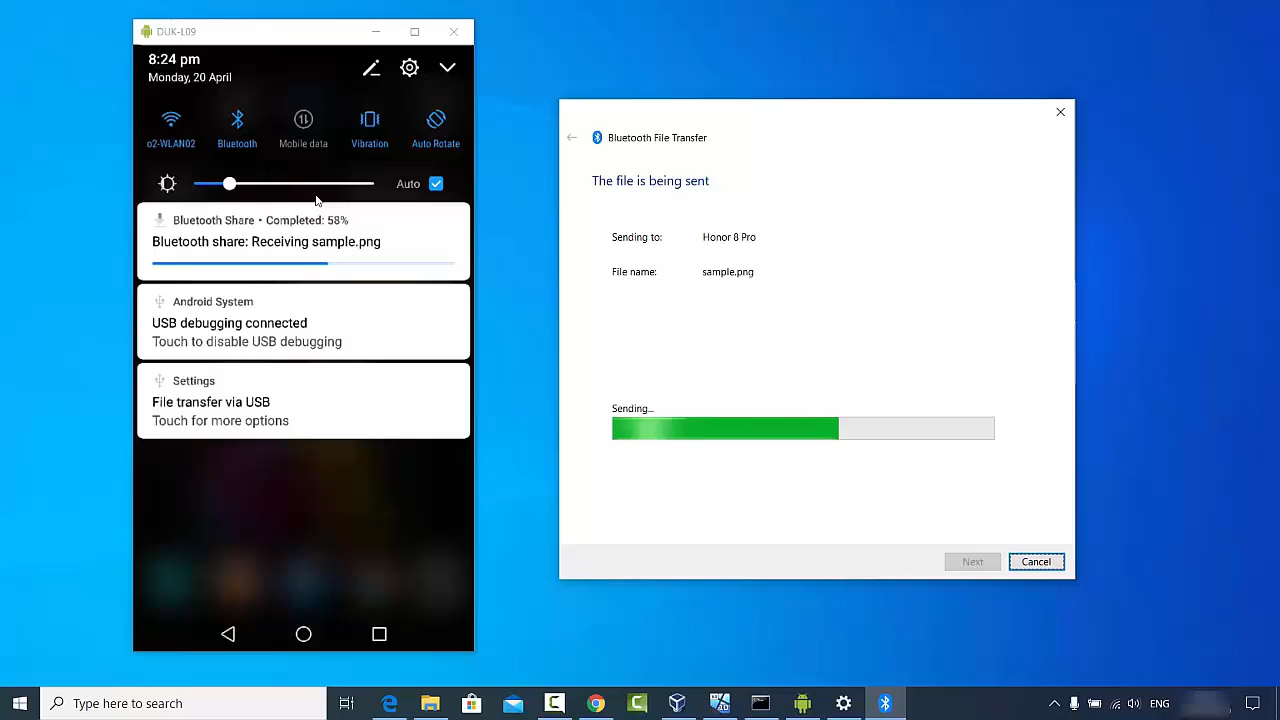 DUK-L09
8:24 pm
Monday, 20 April
o2-WLAN02 Bluetooth Mobile data Vibration Auto Rotate
Auto
Bluetooth Share • Completed: 58%
Bluetooth share: Receiving sample.png
Android System
USB debugging connected
Touch to disable USB debugging
Settings
File transfer via USB
Touch for more options
Bluetooth File Transfer
The file is being sent
Sending to: Honor 8 Pro
File name: sample.png
Sending...
Next Cancel
Type here to search
10
ENG